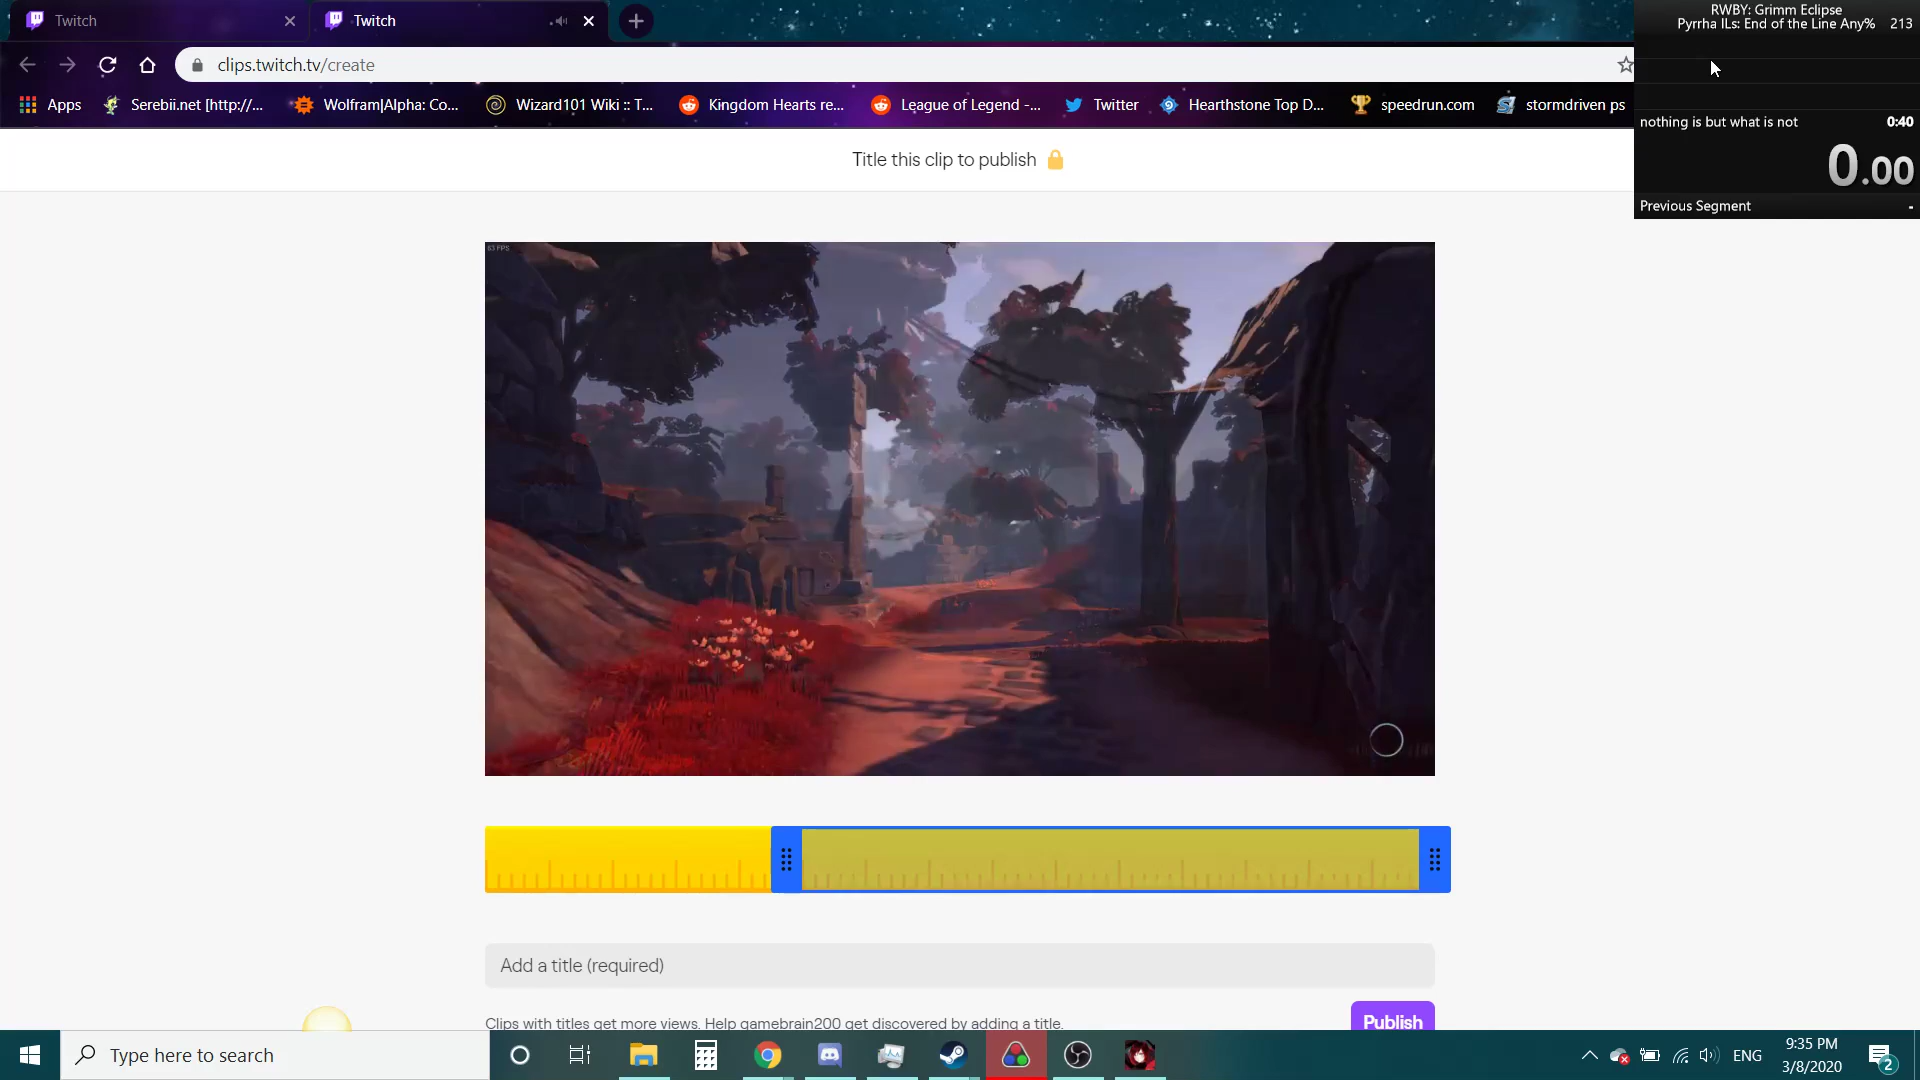 Twitch
Twitch
RWBY: Grimm Eclipse
Pyrrha ILs: End of the Line Any% 213
clips.twitch.tv/create
Apps
Serebii.net [http://...
Wolfram|Alpha: Co...
Wizard101 Wiki :: T...
Kingdom Hearts re...
League of Legend -...
Twitter
Hearthstone Top D...
speedrun.com
stormdriven ps
nothing is but what is not 0:40
0.00
Previous Segment -
Title this clip to publish
63 FPS
Add a title (required)
Clips with titles get more views. Help gamebrain200 get discovered by adding a title.
Publish
Type here to search
ENG
9:35 PM
3/8/2020
2